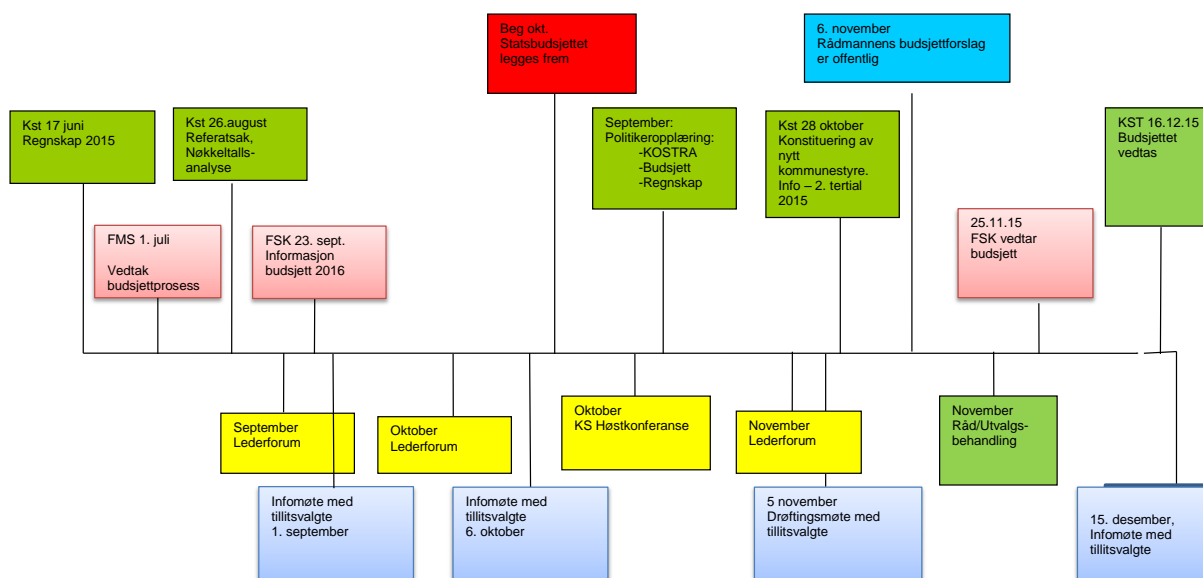 Beg okt.
Statsbudsjettet
legges frem
6. november
Rådmannens budsjettforslag
er offentlig
Kst 17 juni
Regnskap 2015
Kst 26.august
Referatsak,
Nøkkeltalls-
analyse
September:
Politikeropplæring:
-KOSTRA
-Budsjett
-Regnskap
Kst 28 oktober
Konstituering av
nytt
kommunestyre.
Info – 2. tertial
2015
KST 16.12.15
Budsjettet
vedtas
FMS 1. juli
Vedtak
budsjettprosess
FSK 23. sept.
Informasjon
budsjett 2016
25.11.15
FSK vedtar
budsjett
September
Lederforum
Oktober
Lederforum
Oktober
KS Høstkonferanse
November
Lederforum
November
Råd/Utvalgs-
behandling
Infomøte med
tillitsvalgte
1. september
Infomøte med
tillitsvalgte
6. oktober
5 november
Drøftingsmøte med
tillitsvalgte
15. desember,
Infomøte med
tillitsvalgte